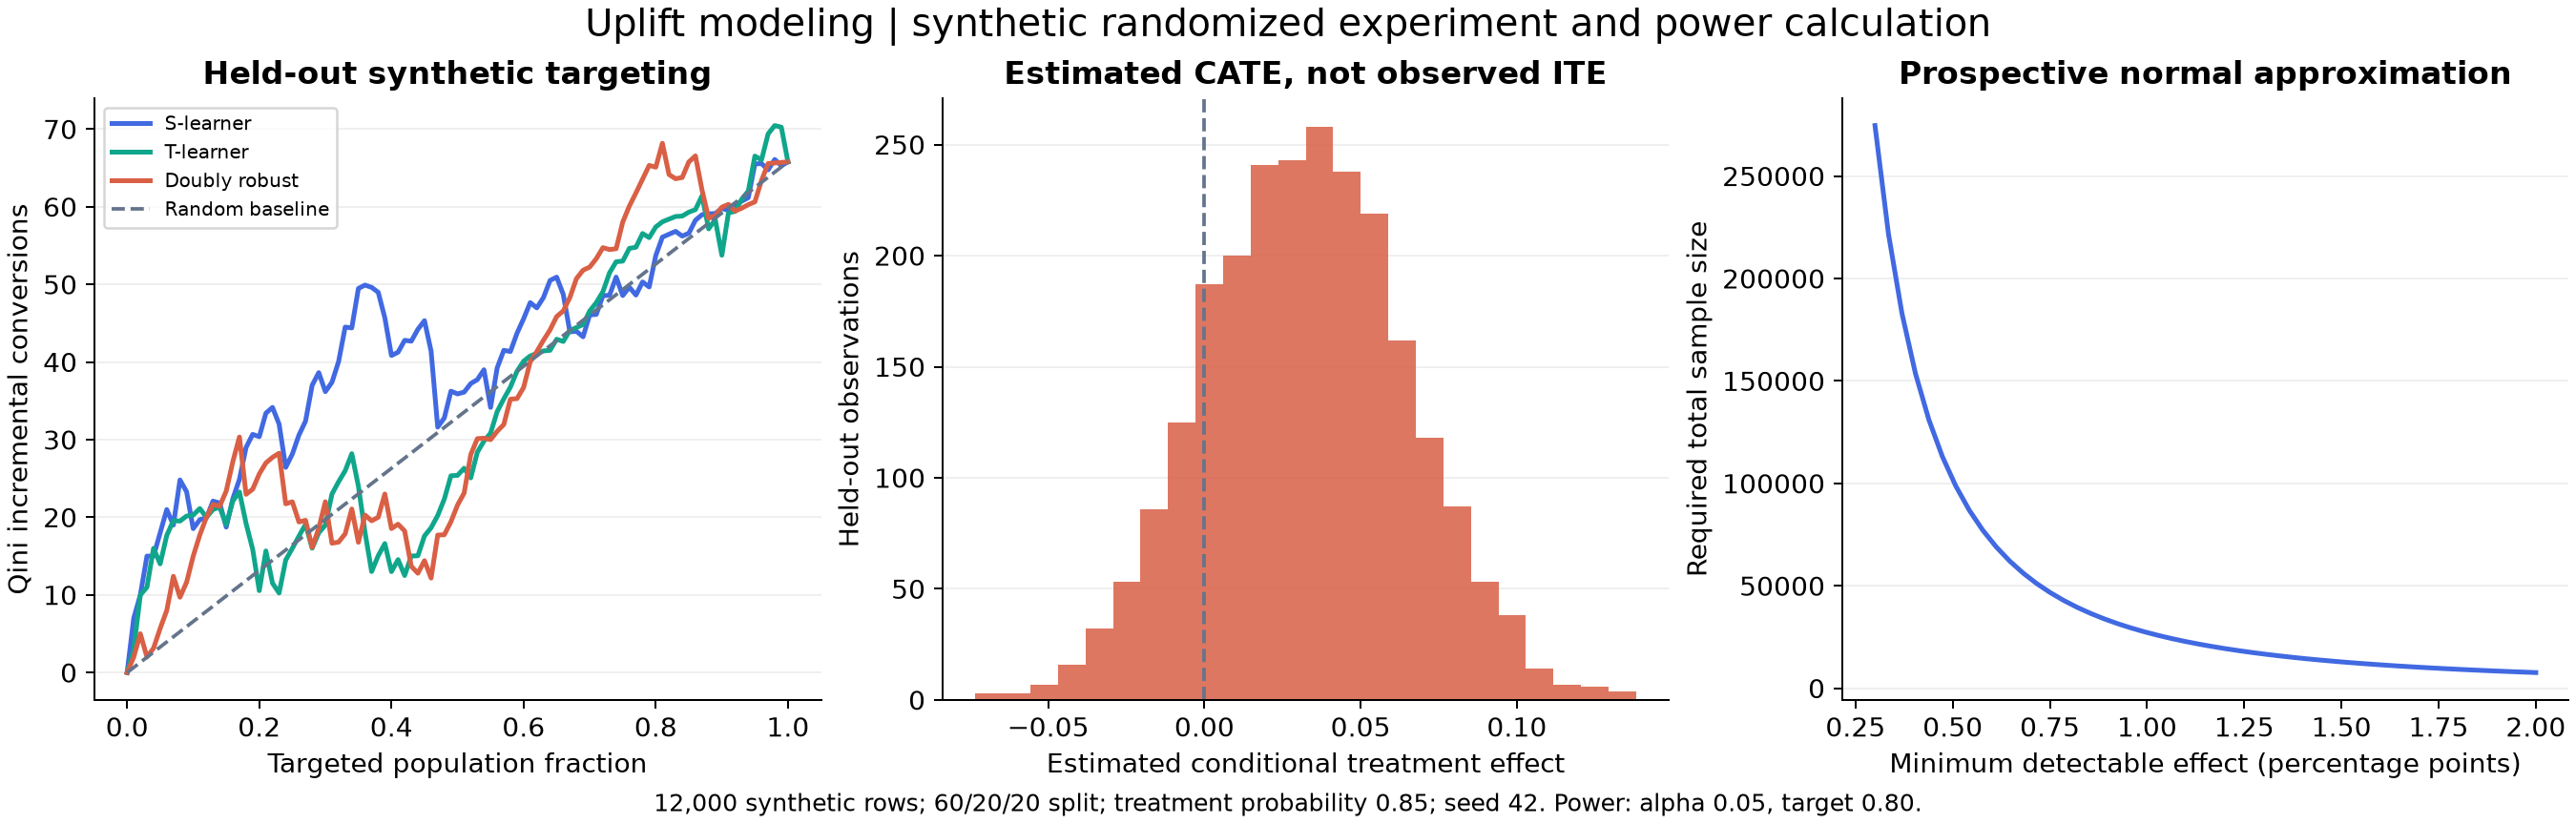 Uplift modeling | synthetic randomized experiment and power calculation
Held-out synthetic targeting
Qini incremental conversions
70
60
50
40
30
20
10
0
S-learner
T-learner
Doubly robust
Random baseline
0.0 0.2 0.4 0.6 0.8 1.0
Targeted population fraction
Estimated CATE, not observed ITE
Held-out observations
250
200
150
100
50
0
−0.05 0.00 0.05 0.10
Estimated conditional treatment effect
Prospective normal approximation
Required total sample size
250000
200000
150000
100000
50000
0
0.25 0.50 0.75 1.00 1.25 1.50 1.75 2.00
Minimum detectable effect (percentage points)
12,000 synthetic rows; 60/20/20 split; treatment probability 0.85; seed 42. Power: alpha 0.05, target 0.80.